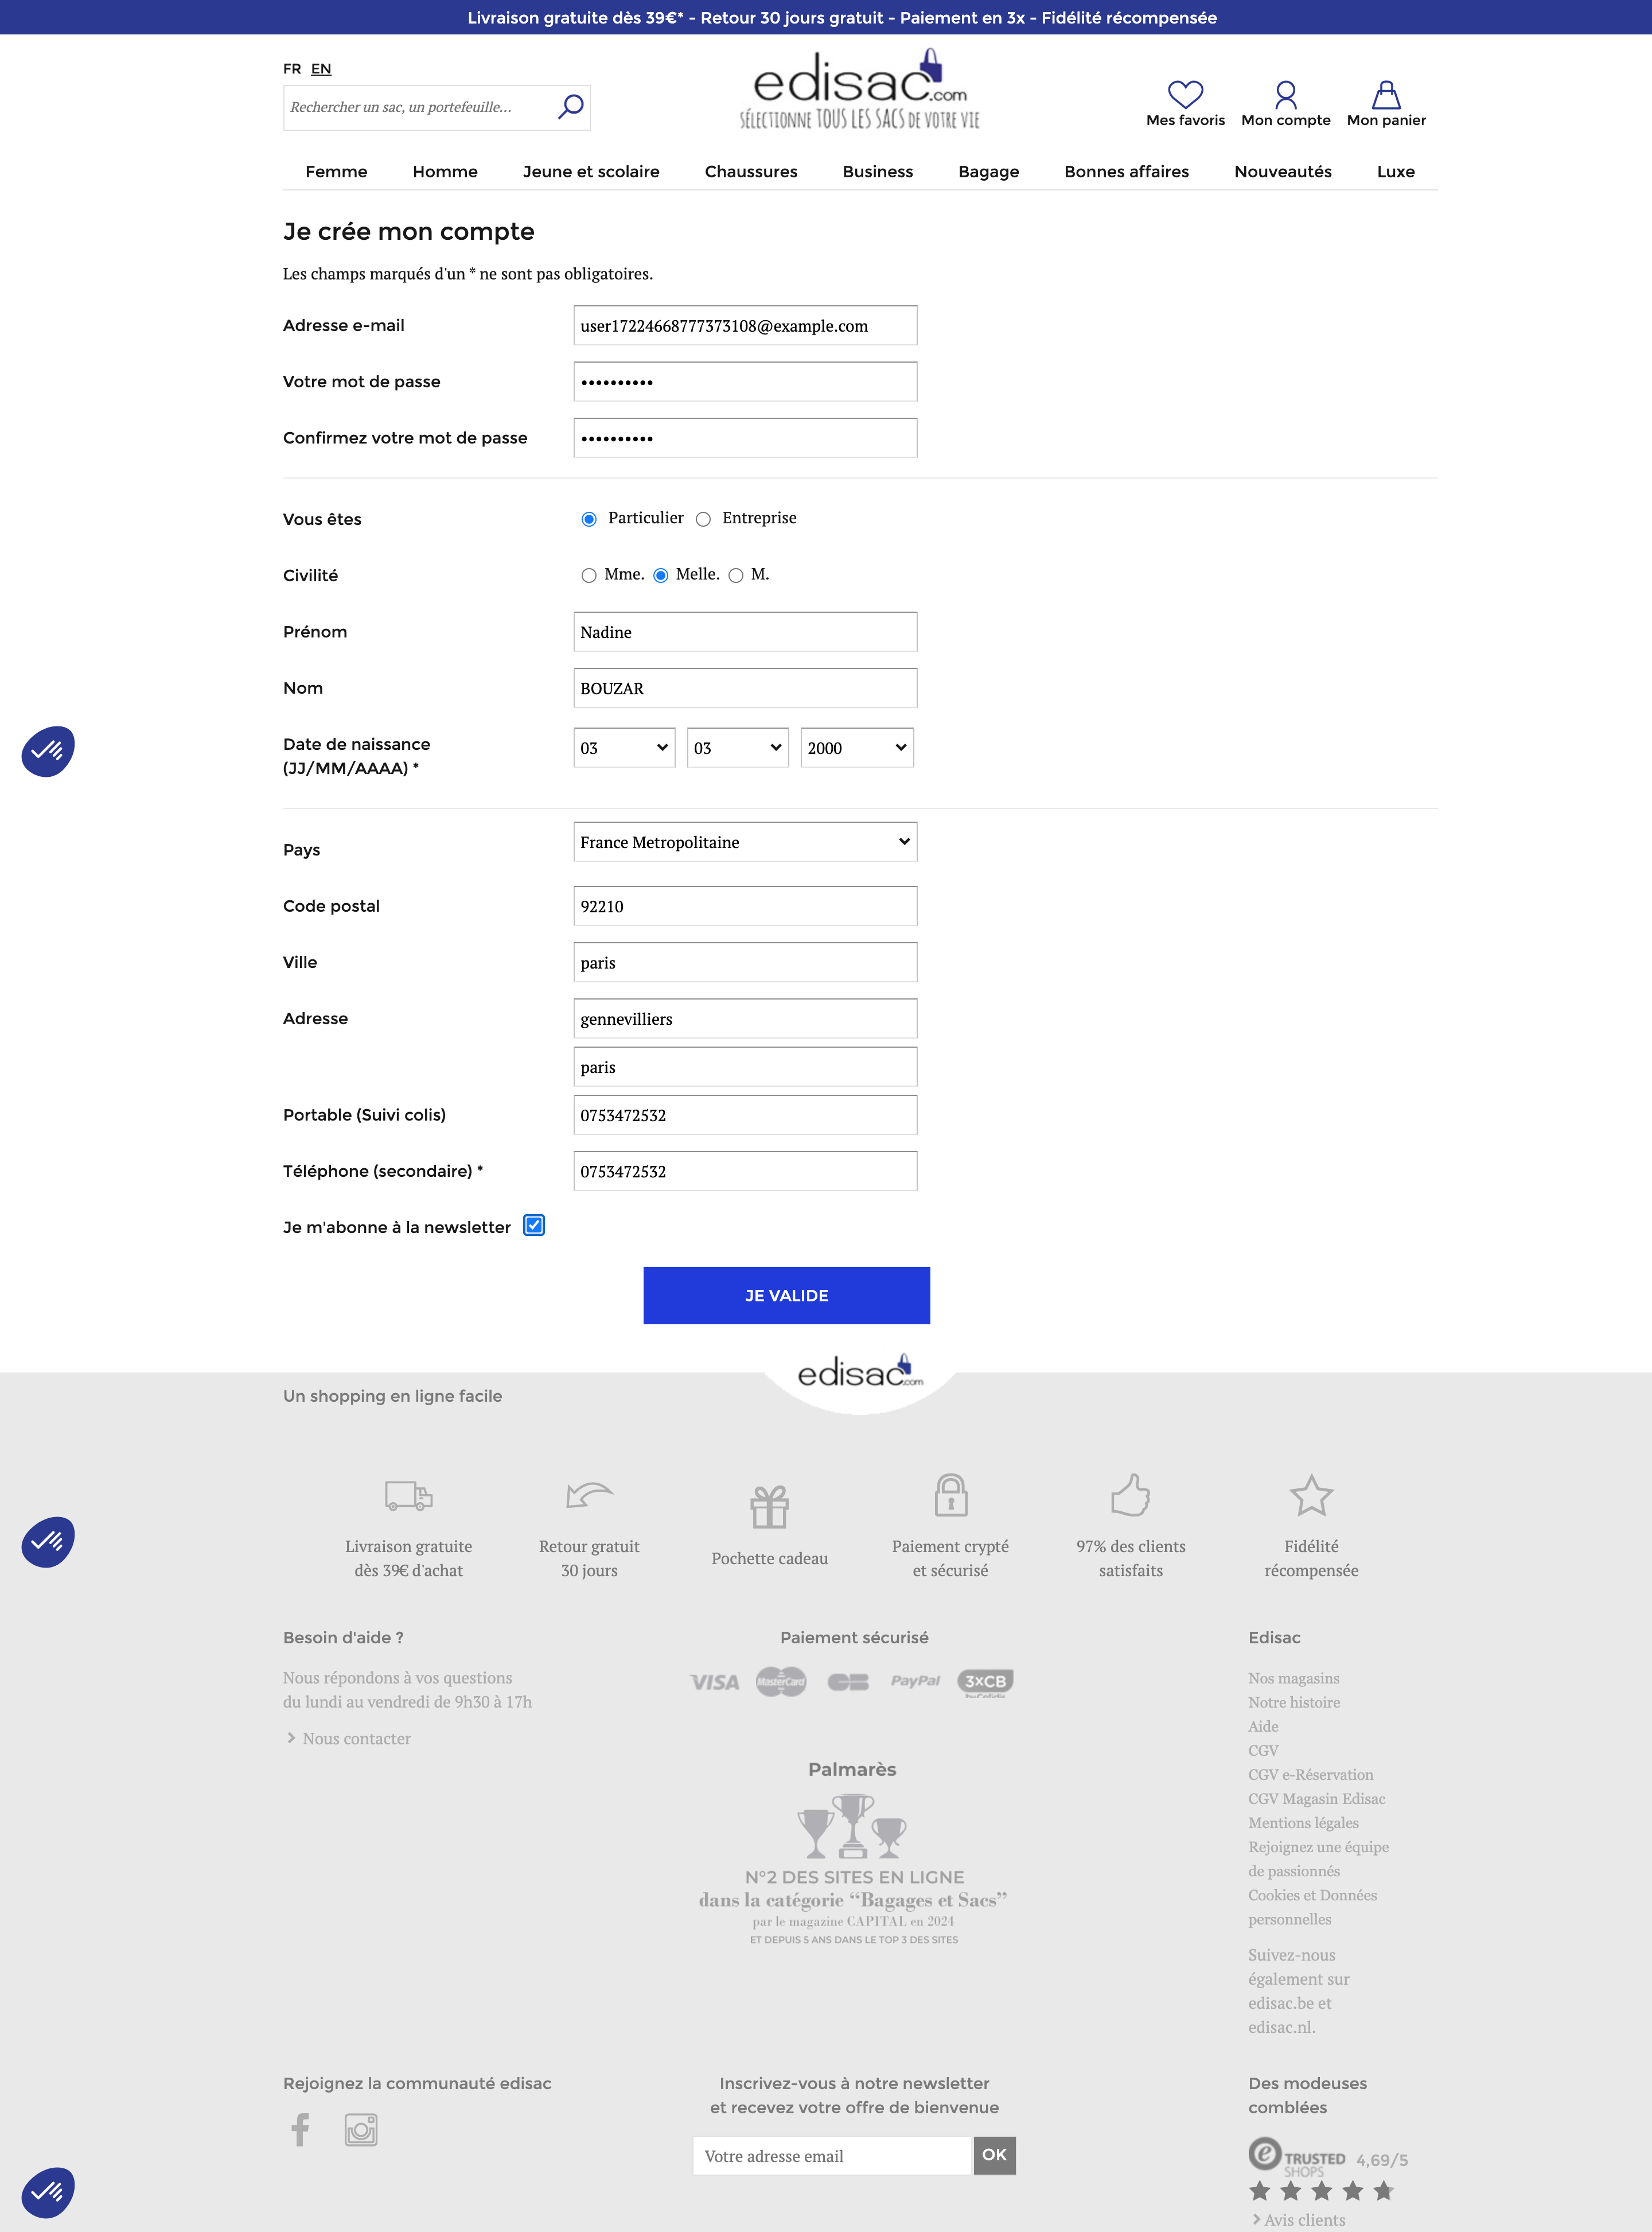 Livraison gratuite dès 39€* - Retour 30 jours gratuit - Paiement en 3x - Fidélité récompensée
FR EN
Rechercher un sac, un portefeuille...
edisac.com
SÉLECTIONNE TOUS LES SACS DE VOTRE VIE
Mes favoris Mon compte Mon panier
Femme Homme Jeune et scolaire Chaussures Business Bagage Bonnes affaires Nouveautés Luxe
Je crée mon compte
Les champs marqués d'un * ne sont pas obligatoires.
Adresse e-mail user17224668777373108@example.com
Votre mot de passe ••••••••••
Confirmez votre mot de passe ••••••••••
Vous êtes Particulier Entreprise
Civilité Mme. Melle. M.
Prénom Nadine
Nom BOUZAR
Date de naissance
(JJ/MM/AAAA) * 03 03 2000
Pays France Metropolitaine
Code postal 92210
Ville paris
Adresse gennevilliers
paris
Portable (Suivi colis) 0753472532
Téléphone (secondaire) * 0753472532
Je m'abonne à la newsletter
JE VALIDE
edisac.com
Un shopping en ligne facile
Livraison gratuite
dès 39€ d'achat
Retour gratuit
30 jours
Pochette cadeau
Paiement crypté
et sécurisé
97% des clients
satisfaits
Fidélité
récompensée
Besoin d'aide ?
Nous répondons à vos questions
du lundi au vendredi de 9h30 à 17h
Nous contacter
Paiement sécurisé
VISA MasterCard CB PayPal 3xCB
Palmarès
N°2 DES SITES EN LIGNE
dans la catégorie “Bagages et Sacs”
par le magazine CAPITAL en 2024
ET DEPUIS 5 ANS DANS LE TOP 3 DES SITES
Edisac
Nos magasins
Notre histoire
Aide
CGV
CGV e-Réservation
CGV Magasin Edisac
Mentions légales
Rejoignez une équipe
de passionnés
Cookies et Données
personnelles
Suivez-nous
également sur
edisac.be et
edisac.nl.
Rejoignez la communauté edisac
Inscrivez-vous à notre newsletter
et recevez votre offre de bienvenue
Votre adresse email OK
Des modeuses
comblées
e TRUSTED
SHOPS 4,69/5
Avis clients